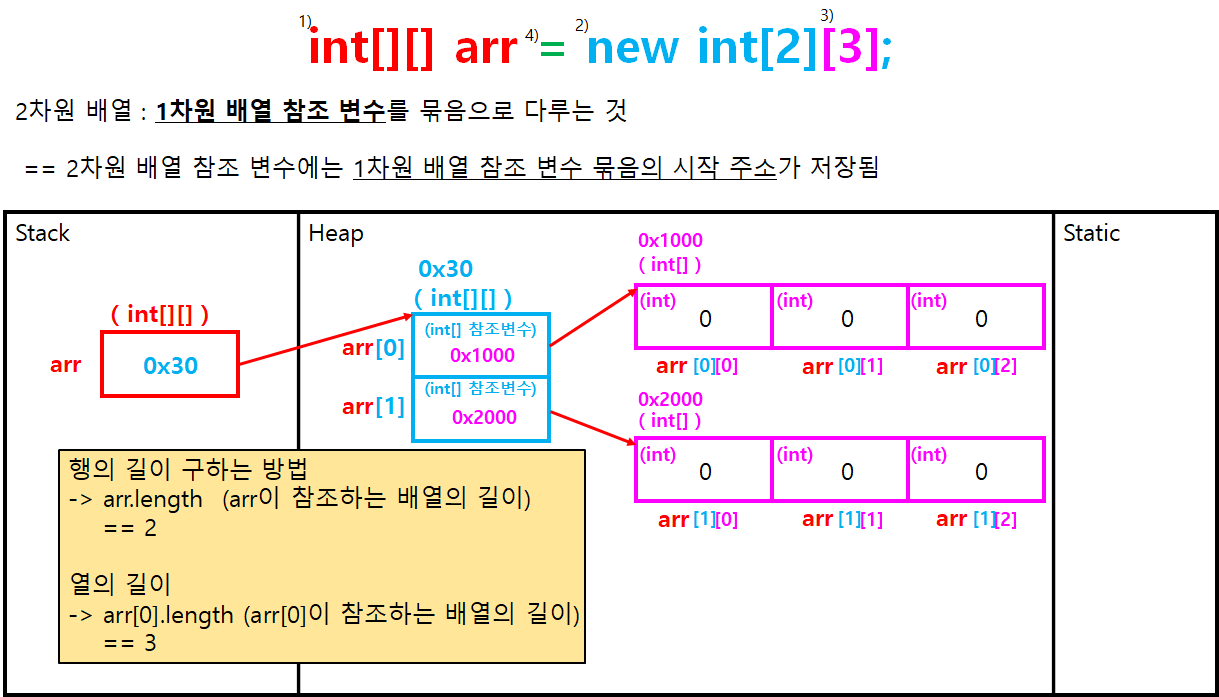 1) int[][] arr 4) = 2) new int[2] 3) [3];
2차원 배열 : 1차원 배열 참조 변수를 묶음으로 다루는 것
== 2차원 배열 참조 변수에는 1차원 배열 참조 변수 묶음의 시작 주소가 저장됨
Stack
( int[][] )
arr
0x30
Heap
0x30
( int[][] )
arr[0]
(int[] 참조변수)
0x1000
arr[1]
(int[] 참조변수)
0x2000
0x1000
( int[] )
(int) (int) (int)
0 0 0
arr [0][0] arr [0][1] arr [0][2]
0x2000
( int[] )
(int) (int) (int)
0 0 0
arr [1][0] arr [1][1] arr [1][2]
Static
행의 길이 구하는 방법
-> arr.length (arr이 참조하는 배열의 길이)
== 2
열의 길이
-> arr[0].length (arr[0]이 참조하는 배열의 길이)
== 3